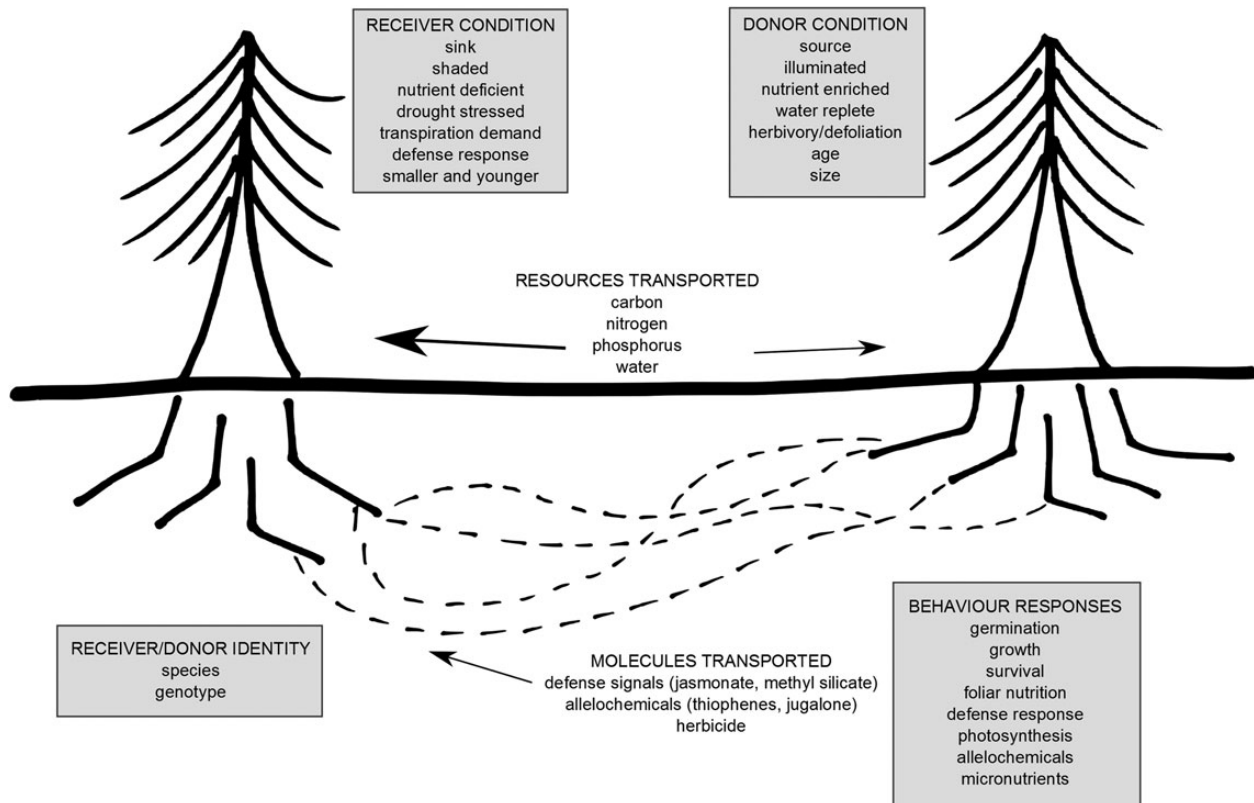 RECEIVER CONDITION
sink
shaded
nutrient deficient
drought stressed
transpiration demand
defense response
smaller and younger
DONOR CONDITION
source
illuminated
nutrient enriched
water replete
herbivory/defoliation
age
size
RESOURCES TRANSPORTED
carbon
nitrogen
phosphorus
water
RECEIVER/DONOR IDENTITY
species
genotype
MOLECULES TRANSPORTED
defense signals (jasmonate, methyl silicate)
allelochemicals (thiophenes, jugalone)
herbicide
BEHAVIOUR RESPONSES
germination
growth
survival
foliar nutrition
defense response
photosynthesis
allelochemicals
micronutrients